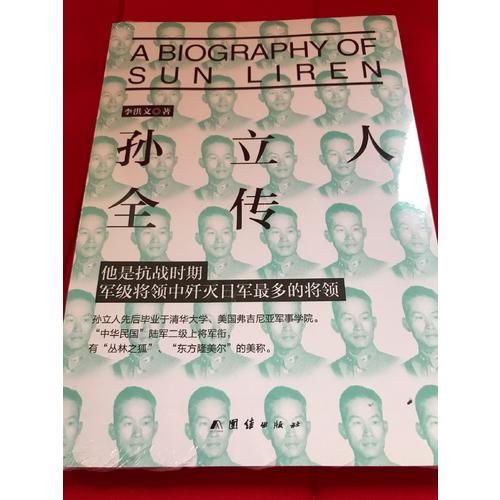 A BIOGRAPHY OF
SUN LIREN
李洪文◎著
孙立人
全传
他是抗战时期
军级将领中歼灭日军最多的将领
孙立人先后毕业于清华大学、美国弗吉尼亚军事学院。
“中华民国”陆军二级上将军衔，
有“丛林之狐”、“东方隆美尔”的美称。
团结出版社